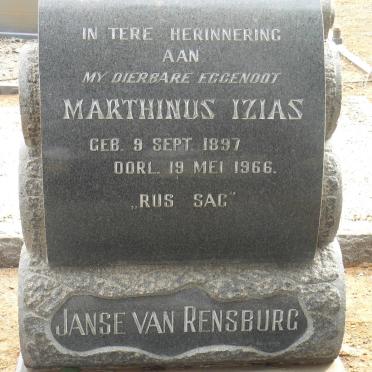 IN TERE HERINNERING
AAN
MY DIERBARE EGGENOOT
MARTHINUS IZIAS
GEB. 9 SEPT. 1897
OORL. 19 MEI 1966.
„RUS SAG"
JANSE VAN RENSBURG